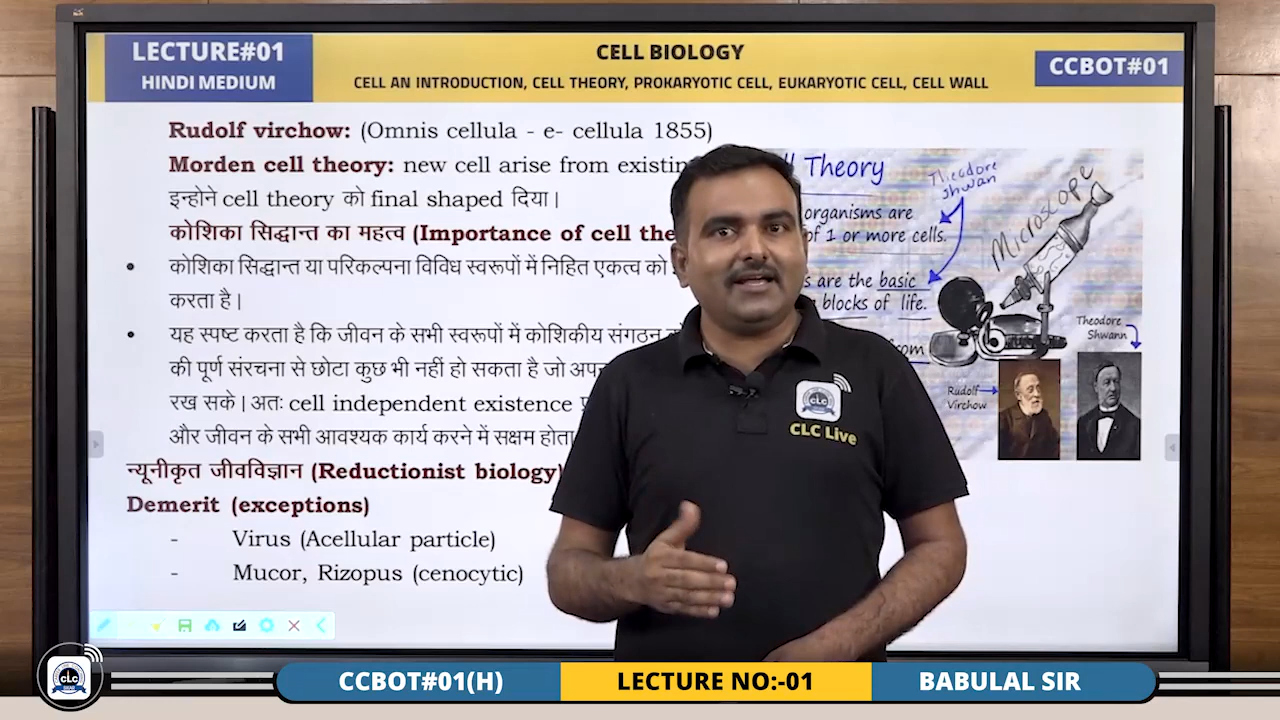 LECTURE#01
HINDI MEDIUM
CELL BIOLOGY
CELL AN INTRODUCTION, CELL THEORY, PROKARYOTIC CELL, EUKARYOTIC CELL, CELL WALL
CCBOT#01
Rudolf virchow: (Omnis cellula - e- cellula 1855)
Morden cell theory: new cell arise from
इन्होने cell theory को final shaped दिया।
कोशिका सिद्धान्त का महत्व (Importance of cell
कोशिका सिद्धान्त या परिकल्पना विविध स्वरूपों में निहित एकत्व को
करता है।
यह स्पष्ट करता है कि जीवन के सभी स्वरूपों में कोशिकीय संगठन
की पूर्ण संरचना से छोटा कुछ भी नही हो सकता है जो
रख सके। अतः cell independent existence
और जीवन के सभी आवश्यक कार्य करने में सक्षम होता
न्यूनीकृत जीवविज्ञान (Reductionist biology)
Demerit (exceptions)
- Virus (Acellular particle)
- Mucor, Rizopus (cenocytic)
Theory
Theodore
Shwan
Microscope
organisms are
of 1 or more cells.
are the basic
blocks of life.
from
Theodore
Shwann
Rudolf
Virchow
CLC
CLC Live
CLC
CCBOT#01(H)
LECTURE NO:-01
BABULAL SIR